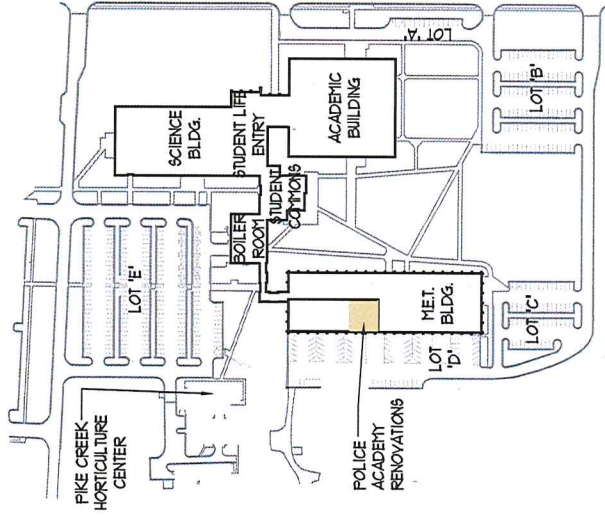 LOT 'A'
SCIENCE BLDG.
STUDENT LIFE
ENTRY
ACADEMIC
BUILDING
LOT 'B'
BOILER
ROOM
STUDENT
COMMONS
LOT 'E'
M.E.T.
BLDG.
LOT 'C'
LOT
'D'
PIKE CREEK
HORTICULTURE
CENTER
POLICE
ACADEMY
RENOVATIONS